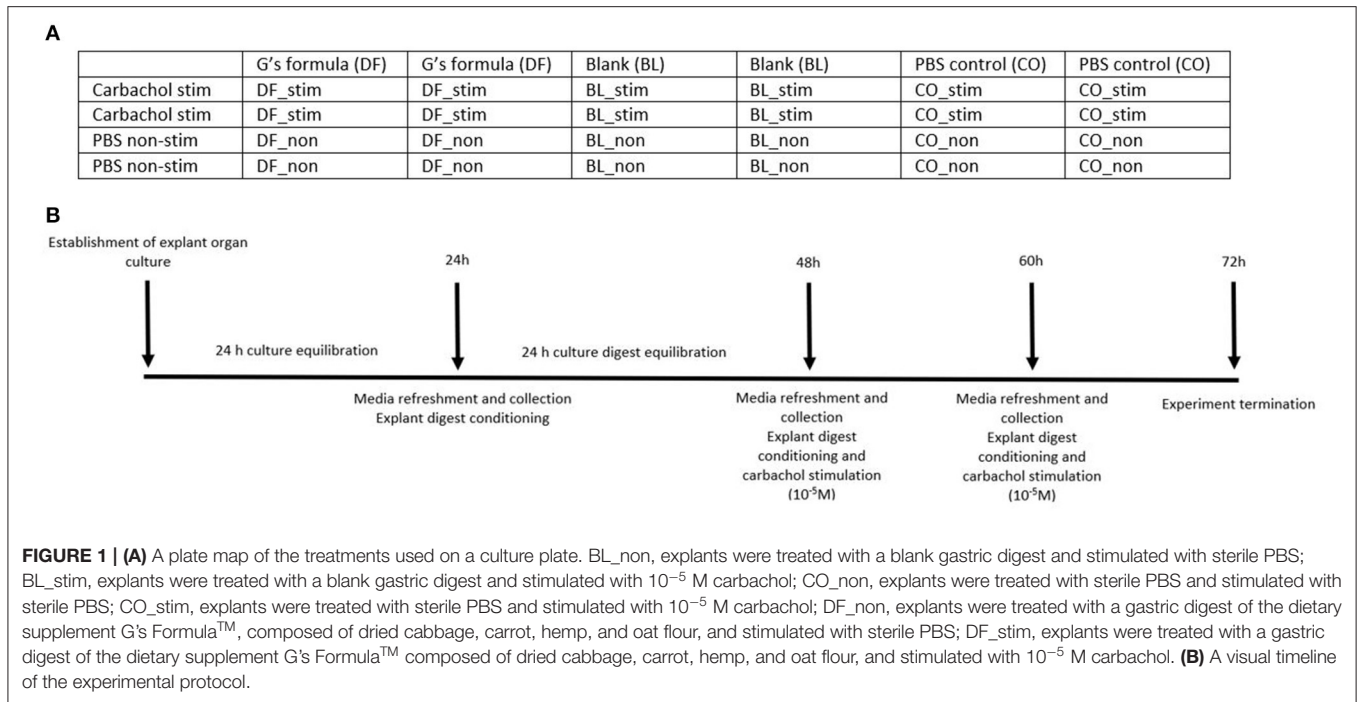 A
G's formula (DF) G's formula (DF) Blank (BL) Blank (BL) PBS control (CO) PBS control (CO)
Carbachol stim DF_stim DF_stim BL_stim BL_stim CO_stim CO_stim
Carbachol stim DF_stim DF_stim BL_stim BL_stim CO_stim CO_stim
PBS non-stim DF_non DF_non BL_non BL_non CO_non CO_non
PBS non-stim DF_non DF_non BL_non BL_non CO_non CO_non
B
Establishment of explant organ
culture
24h
48h
60h
72h
24 h culture equilibration
24 h culture digest equilibration
Media refreshment and collection
Explant digest conditioning
Media refreshment and
collection
Explant digest
conditioning and
carbachol stimulation
(10⁻⁵M)
Media refreshment and
collection
Explant digest
conditioning and
carbachol stimulation
(10⁻⁵M)
Experiment termination
FIGURE 1 | (A) A plate map of the treatments used on a culture plate. BL_non, explants were treated with a blank gastric digest and stimulated with sterile PBS;
BL_stim, explants were treated with a blank gastric digest and stimulated with 10⁻⁵ M carbachol; CO_non, explants were treated with sterile PBS and stimulated with
sterile PBS; CO_stim, explants were treated with sterile PBS and stimulated with 10⁻⁵ M carbachol; DF_non, explants were treated with a gastric digest of the dietary
supplement G's Formula™, composed of dried cabbage, carrot, hemp, and oat flour, and stimulated with sterile PBS; DF_stim, explants were treated with a gastric
digest of the dietary supplement G's Formula™ composed of dried cabbage, carrot, hemp, and oat flour, and stimulated with 10⁻⁵ M carbachol. (B) A visual timeline
of the experimental protocol.